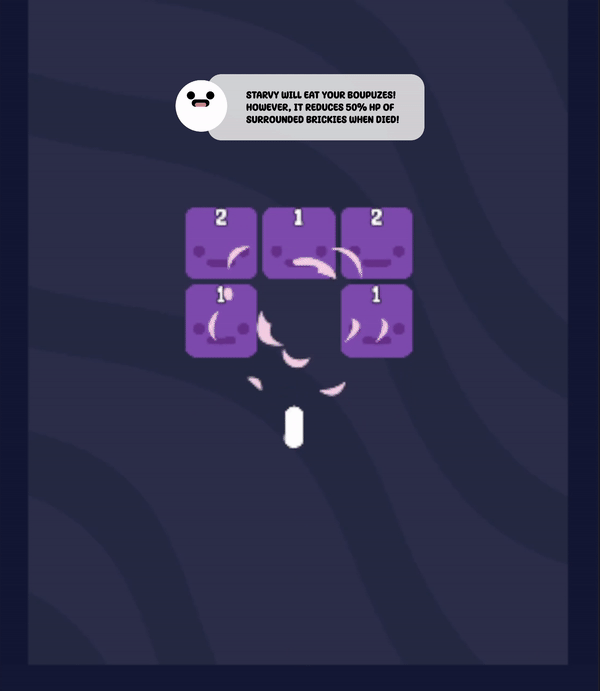 STARVY WILL EAT YOUR BOUPUZES!
HOWEVER, IT REDUCES 50% HP OF
SURROUNDED BRICKIES WHEN DIED!
2 1 2
1 1